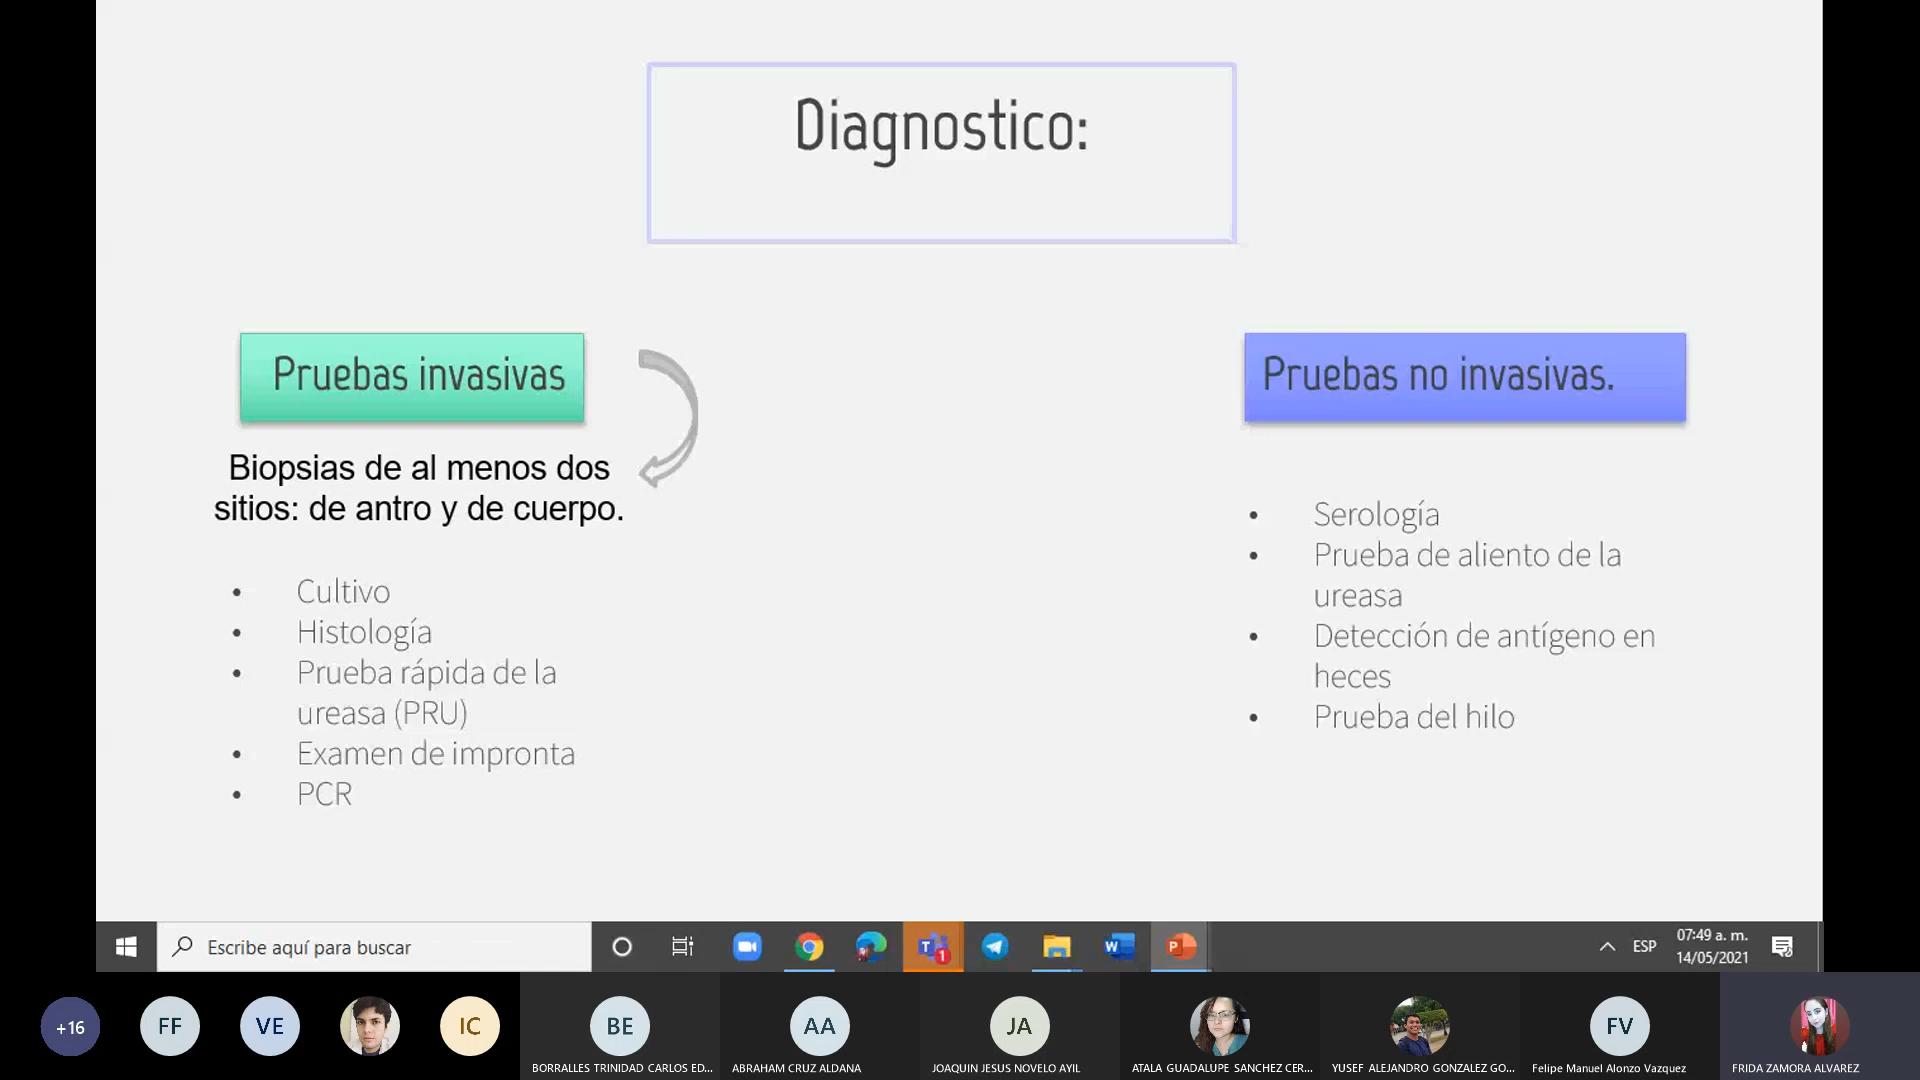 Diagnostico:
Pruebas invasivas
Biopsias de al menos dos
sitios: de antro y de cuerpo.
• Cultivo
• Histología
• Prueba rápida de la
ureasa (PRU)
• Examen de impronta
• PCR
Pruebas no invasivas.
• Serología
• Prueba de aliento de la
ureasa
• Detección de antígeno en
heces
• Prueba del hilo
Escribe aquí para buscar
T
1
W
P
ESP
07:49 a. m.
14/05/2021
+16
FF
VE
IC
BE
BORRALLES TRINIDAD CARLOS ED...
AA
ABRAHAM CRUZ ALDANA
JA
JOAQUIN JESUS NOVELO AYIL
ATALA GUADALUPE SANCHEZ CER...
YUSEF ALEJANDRO GONZALEZ GO...
FV
Felipe Manuel Alonzo Vazquez
FRIDA ZAMORA ALVAREZ